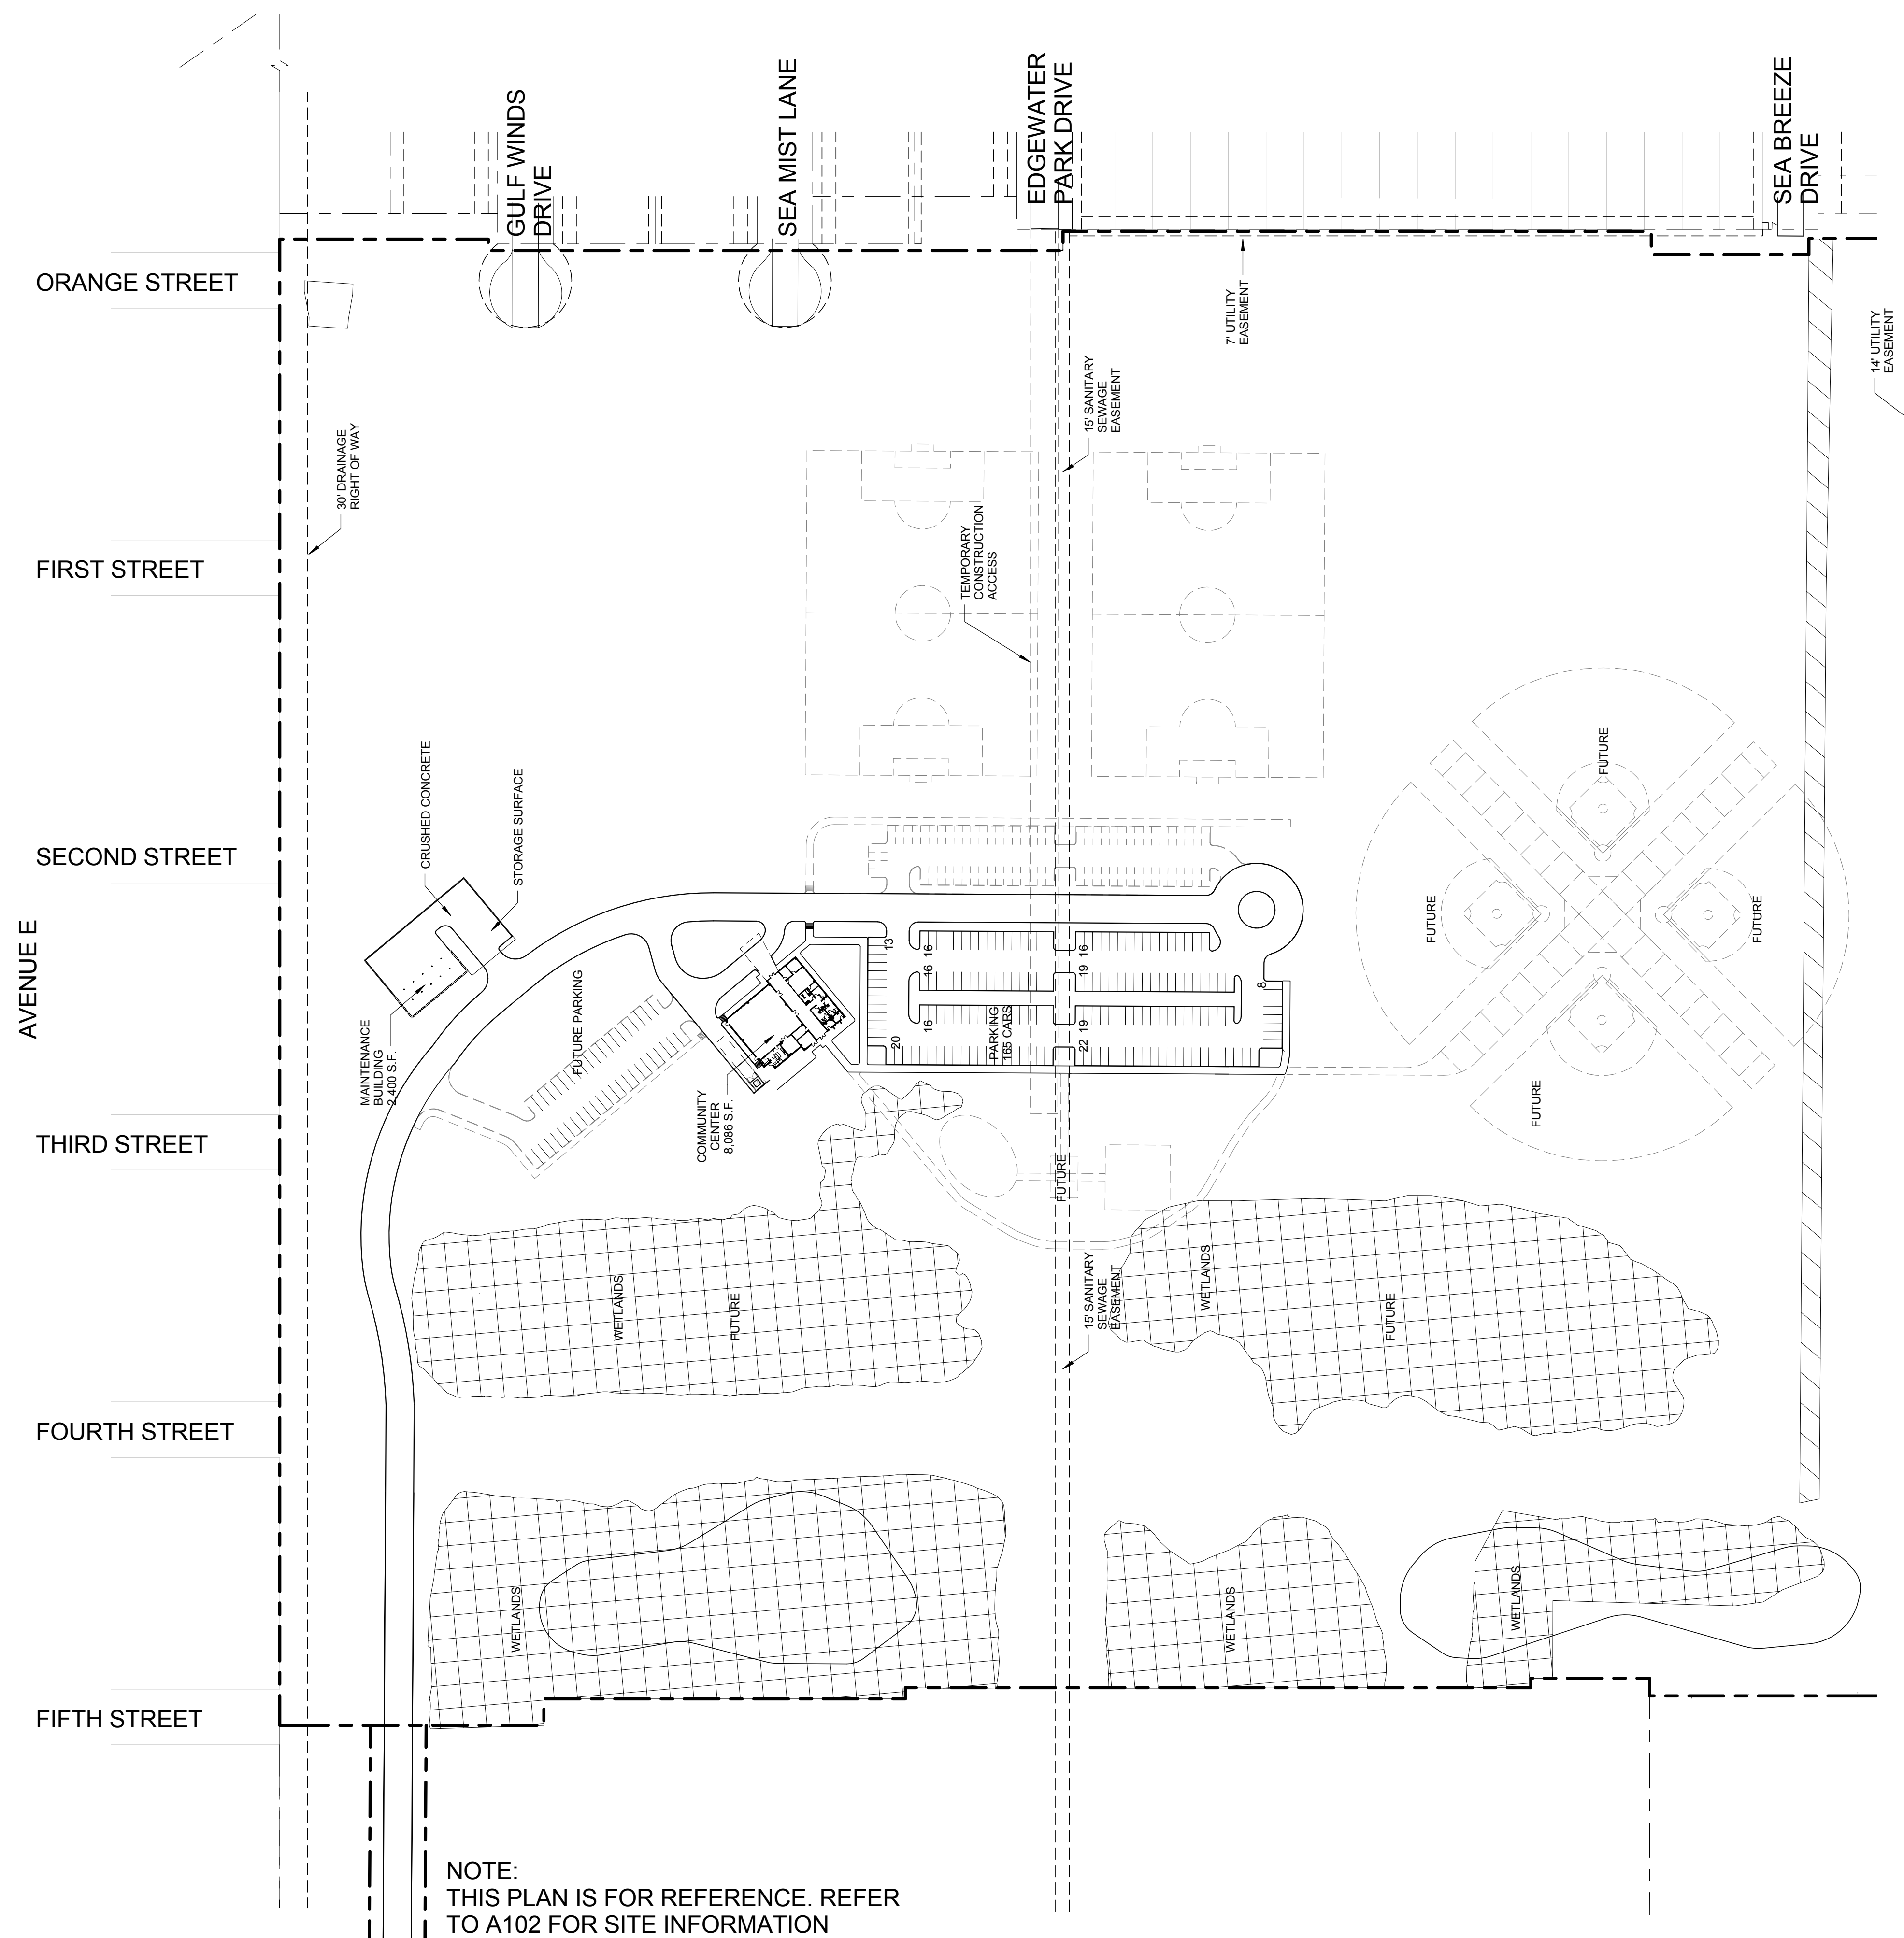 GULF WINDS
DRIVE
SEA MIST LANE
EDGEWATER
PARK DRIVE
SEA BREEZE
DRIVE
ORANGE STREET
7' UTILITY
EASEMENT
14' UTILITY
EASEMENT
15' SANITARY
SEWAGE
EASEMENT
30' DRAINAGE
RIGHT OF WAY
FIRST STREET
TEMPORARY
CONSTRUCTION
ACCESS
FUTURE
CRUSHED CONCRETE
STORAGE SURFACE
SECOND STREET
AVENUE E
FUTURE
FUTURE
FUTURE PARKING
13
16
16
16
19
16
19
8
20
22
PARKING
165 CARS
MAINTENANCE
BUILDING
2,400 S.F.
COMMUNITY
CENTER
8,086 S.F.
FUTURE
THIRD STREET
FUTURE
WETLANDS
FUTURE
15' SANITARY
SEWAGE
EASEMENT
WETLANDS
FUTURE
FOURTH STREET
WETLANDS
WETLANDS
WETLANDS
FIFTH STREET
NOTE:
THIS PLAN IS FOR REFERENCE. REFER
TO A102 FOR SITE INFORMATION